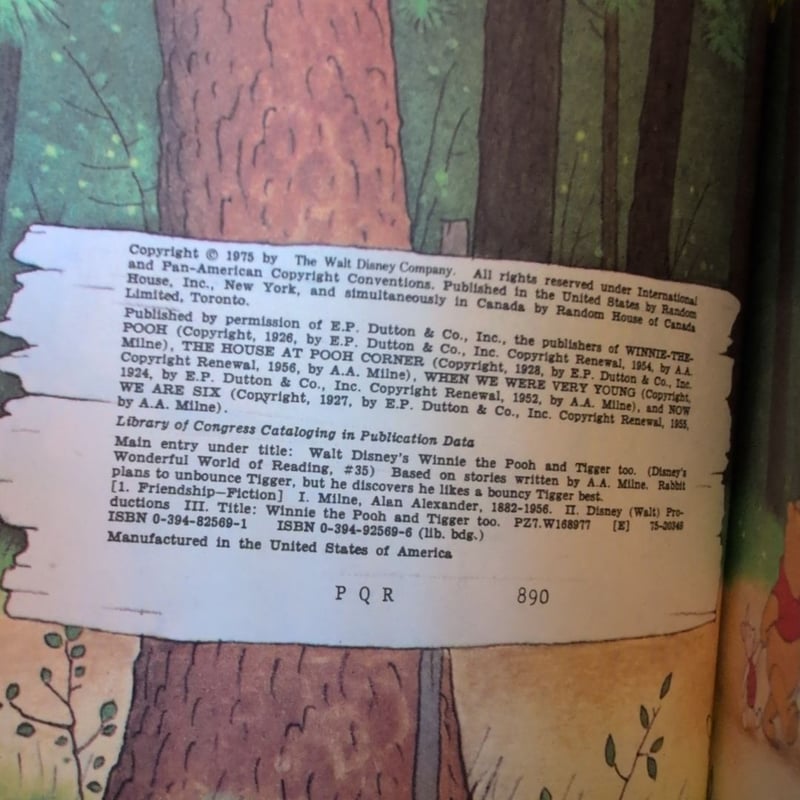 Copyright © 1975 by The Walt Disney Company. All rights reserved under International
and Pan-American Copyright Conventions. Published in the United States by Random
House, Inc., New York, and simultaneously in Canada by Random House of Canada
Limited, Toronto.
Published by permission of E.P. Dutton & Co., Inc., the publishers of WINNIE-THE-
POOH (Copyright, 1926, by E.P. Dutton & Co., Inc. Copyright Renewal, 1954, by A.A.
Milne), THE HOUSE AT POOH CORNER (Copyright, 1928, by E.P. Dutton & Co., Inc.
Copyright Renewal, 1956, by A.A. Milne), WHEN WE WERE VERY YOUNG (Copyright,
1924, by E.P. Dutton & Co., Inc. Copyright Renewal, 1952, by A.A. Milne), and NOW
WE ARE SIX (Copyright, 1927, by E.P. Dutton & Co., Inc. Copyright Renewal, 1955,
by A.A. Milne).
Library of Congress Cataloging in Publication Data
Main entry under title: Walt Disney's Winnie the Pooh and Tigger too. (Disney's
Wonderful World of Reading, #35) Based on stories written by A.A. Milne. Rabbit
plans to unbounce Tigger, but he discovers he likes a bouncy Tigger best.
[1. Friendship—Fiction] I. Milne, Alan Alexander, 1882-1956. II. Disney (Walt) Pro-
ductions III. Title: Winnie the Pooh and Tigger too. PZ7.W168977 [E] 75-20349
ISBN 0-394-82569-1 ISBN 0-394-92569-6 (lib. bdg.)
Manufactured in the United States of America
P Q R 890